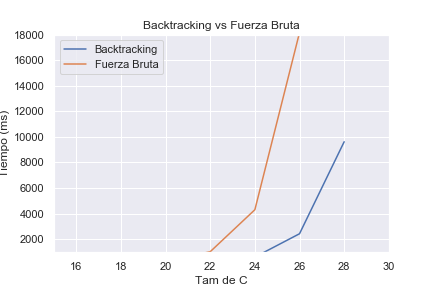 Backtracking vs Fuerza Bruta
18000
16000
14000
12000
10000
8000
6000
4000
2000
Tiempo (ms)
Backtracking
Fuerza Bruta
16 18 20 22 24 26 28 30
Tam de C